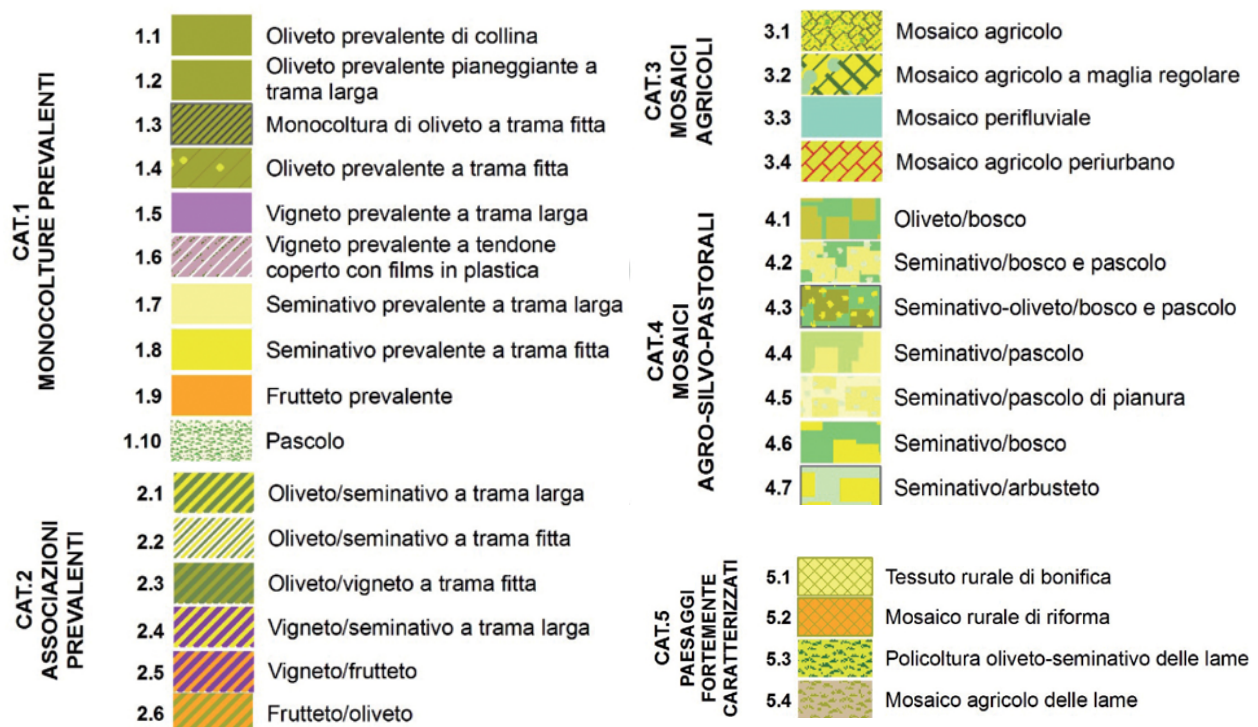 CAT.1
MONOCOLTURE PREVALENTI
1.1 Oliveto prevalente di collina
1.2 Oliveto prevalente pianeggiante a
trama larga
1.3 Monocoltura di oliveto a trama fitta
1.4 Oliveto prevalente a trama fitta
1.5 Vigneto prevalente a trama larga
1.6 Vigneto prevalente a tendone
coperto con films in plastica
1.7 Seminativo prevalente a trama larga
1.8 Seminativo prevalente a trama fitta
1.9 Frutteto prevalente
1.10 Pascolo
CAT.2
ASSOCIAZIONI
PREVALENTI
2.1 Oliveto/seminativo a trama larga
2.2 Oliveto/seminativo a trama fitta
2.3 Oliveto/vigneto a trama fitta
2.4 Vigneto/seminativo a trama larga
2.5 Vigneto/frutteto
2.6 Frutteto/oliveto
CAT.3
MOSAICI
AGRICOLI
3.1 Mosaico agricolo
3.2 Mosaico agricolo a maglia regolare
3.3 Mosaico perifluviale
3.4 Mosaico agricolo periurbano
CAT.4
MOSAICI
AGRO-SILVO-PASTORALI
4.1 Oliveto/bosco
4.2 Seminativo/bosco e pascolo
4.3 Seminativo-oliveto/bosco e pascolo
4.4 Seminativo/pascolo
4.5 Seminativo/pascolo di pianura
4.6 Seminativo/bosco
4.7 Seminativo/arbusteto
CAT.5
PAESAGGI
FORTEMENTE
CARATTERIZZATI
5.1 Tessuto rurale di bonifica
5.2 Mosaico rurale di riforma
5.3 Policoltura oliveto-seminativo delle lame
5.4 Mosaico agricolo delle lame